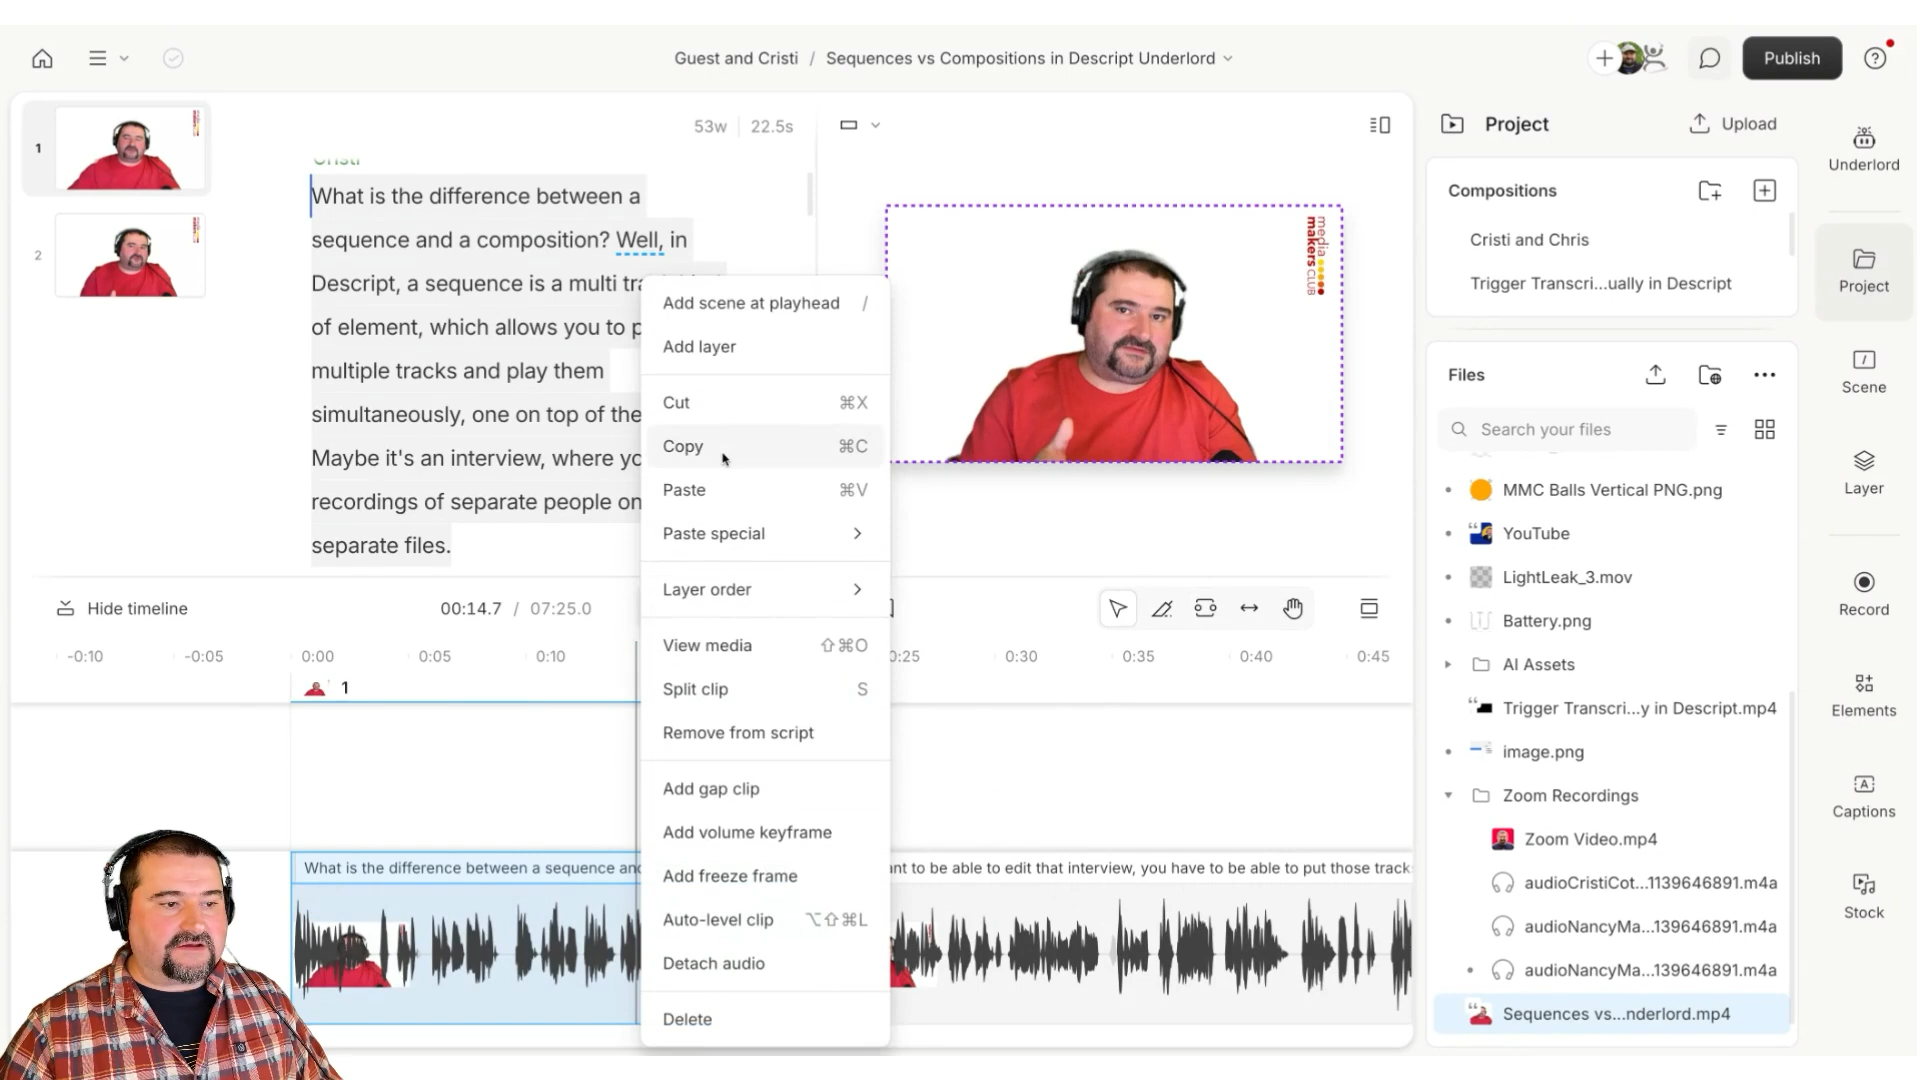 Guest and Cristi / Sequences vs Compositions in Descript Underlord
Publish
1
2
53w 22.5s
Cristi
What is the difference between a
sequence and a composition? Well, in
Descript, a sequence is a multi
of element, which allows you to
multiple tracks and play them
simultaneously, one on top of the
Maybe it's an interview, where
recordings of separate people on
separate files.
media
makers CLUB
Add scene at playhead /
Add layer
Cut ⌘X
Copy ⌘C
Paste ⌘V
Paste special
Layer order
View media ⇧⌘O
Split clip S
Remove from script
Add gap clip
Add volume keyframe
Add freeze frame
Auto-level clip ⌥⇧⌘L
Detach audio
Delete
Hide timeline
00:14.7 / 07:25.0
-0:10 -0:05 0:00 0:05 0:10 0:25 0:30 0:35 0:40 0:45
1
What is the difference between a sequence and
nt to be able to edit that interview, you have to be able to put those track
Project
Upload
Compositions
Cristi and Chris
Trigger Transcri...ually in Descript
Files
Search your files
MMC Balls Vertical PNG.png
YouTube
LightLeak_3.mov
Battery.png
AI Assets
Trigger Transcri...y in Descript.mp4
image.png
Zoom Recordings
Zoom Video.mp4
audioCristiCot...1139646891.m4a
audioNancyMa...1139646891.m4a
audioNancyMa...139646891.m4a
Sequences vs...nderlord.mp4
Underlord
Project
Scene
Layer
Record
Elements
Captions
Stock